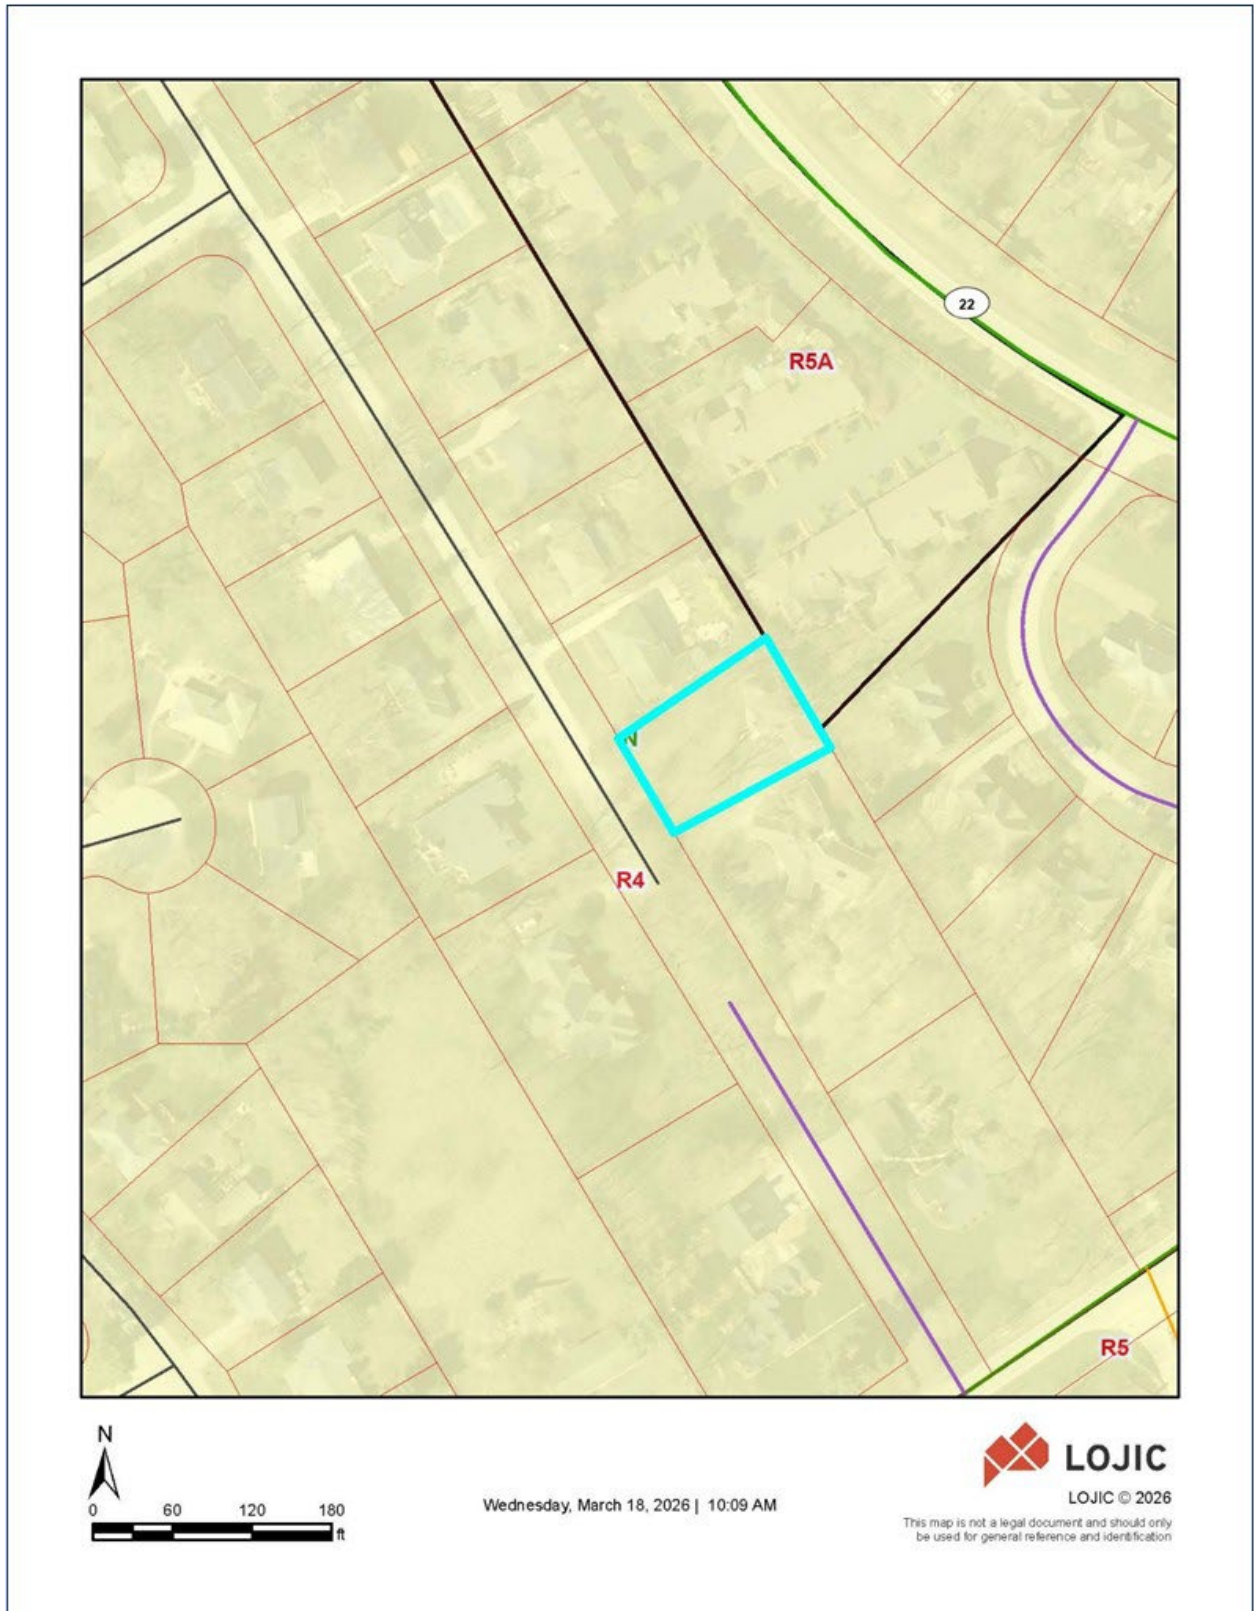 22
R5A
N
R4
R5
N
0 60 120 180
ft
Wednesday, March 18, 2026 | 10:09 AM
LOJIC
LOJIC © 2026
This map is not a legal document and should only
be used for general reference and identification